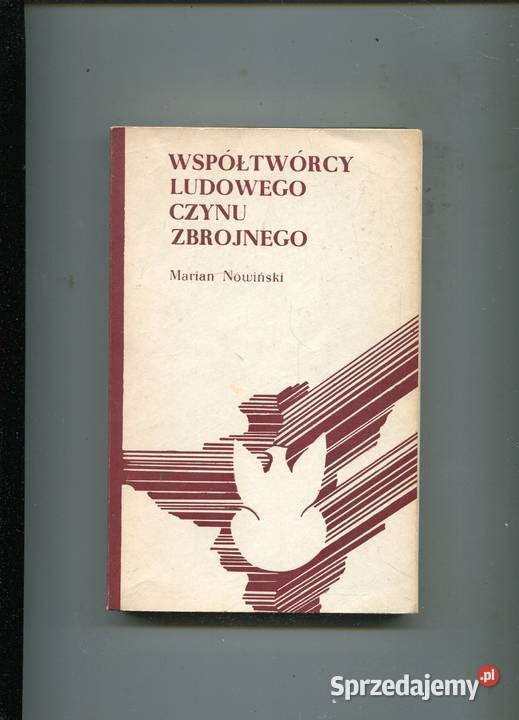 WSPÓŁTWÓRCY
LUDOWEGO
CZYNU
ZBROJNEGO
Marian Nowiński
Sprzedajemy.pl